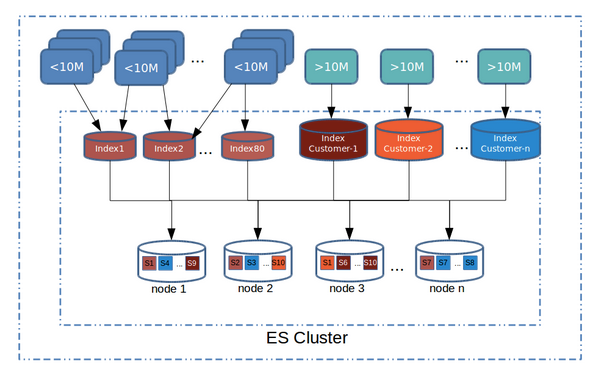 <10M <10M ... <10M >10M >10M ... >10M
Index1 Index2 ... Index80 Index Customer-1 Index Customer-2 ... Index Customer-n
S1 S4 ... S9 S2 S3 ... S10 S1 S6 ... S10 ... S7 S7 ... S8
node 1 node 2 node 3 node n
ES Cluster